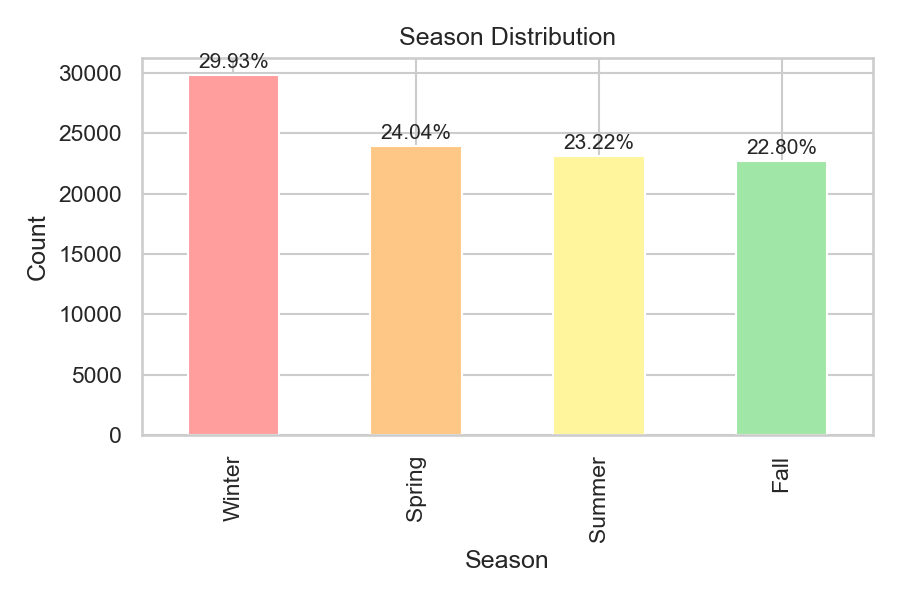 Season Distribution
30000
25000
20000
15000
10000
5000
0
Count
29.93%
24.04%
23.22%
22.80%
Winter
Spring
Summer
Fall
Season